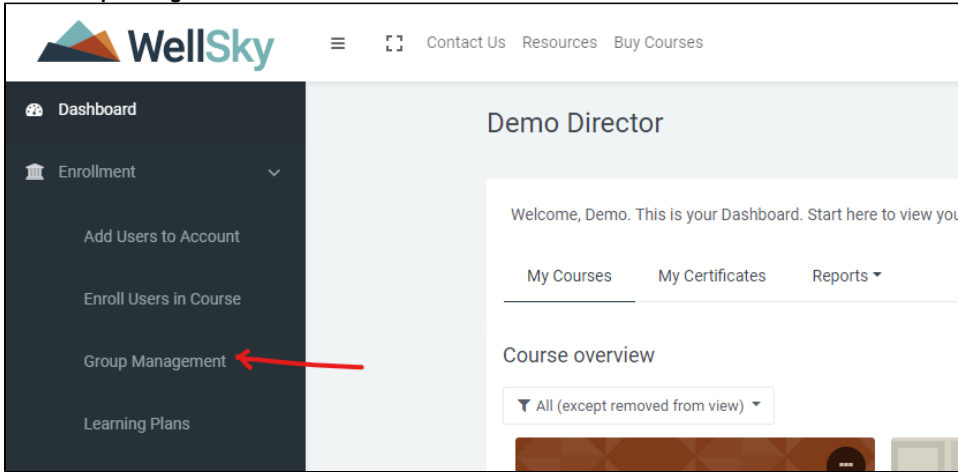 WellSky
Contact Us Resources Buy Courses
Dashboard
Demo Director
Enrollment
Welcome, Demo. This is your Dashboard. Start here to view you
Add Users to Account
My Courses My Certificates Reports
Enroll Users in Course
Group Management
Course overview
All (except removed from view)
Learning Plans